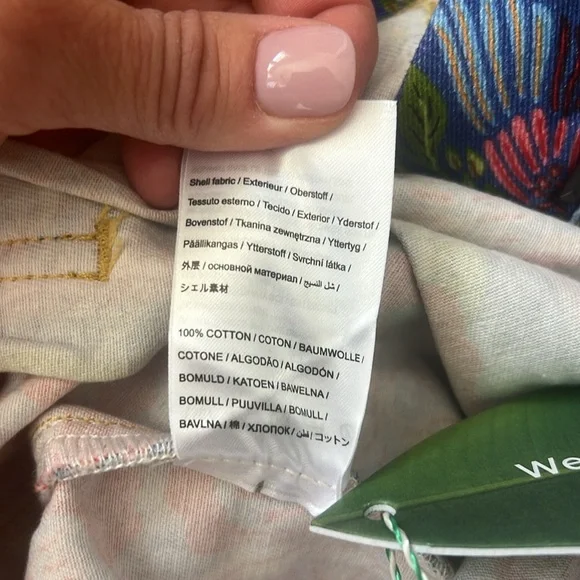 Shell fabric / Exterieur / Oberstoff /
Tessuto esterno / Tecido / Exterior / Yderstof /
Bovenstof / Tkanina zewnętrzna / Yttertyg /
Päällikangas / Ytterstoff / Svrchní látka /
外层 / основной материал / شل النسيج /
シェル素材
100% COTTON / COTON / BAUMWOLLE /
COTONE / ALGODÃO / ALGODÓN /
BOMULD / KATOEN / BAWELNA /
BOMULL / PUUVILLA / BOMULL /
BAVLNA / 棉 / ХЛОПОК / قطن / コットン
We